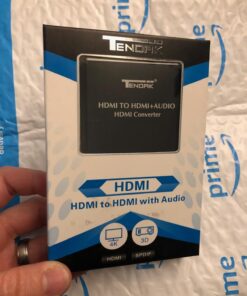 TENDAK
TENDAK
HDMI TO HDMI+AUDIO
HDMI Converter
HDMI
HDMI to HDMI with Audio
4K
3D
HDMI
SPDIF
prime
prime
prime